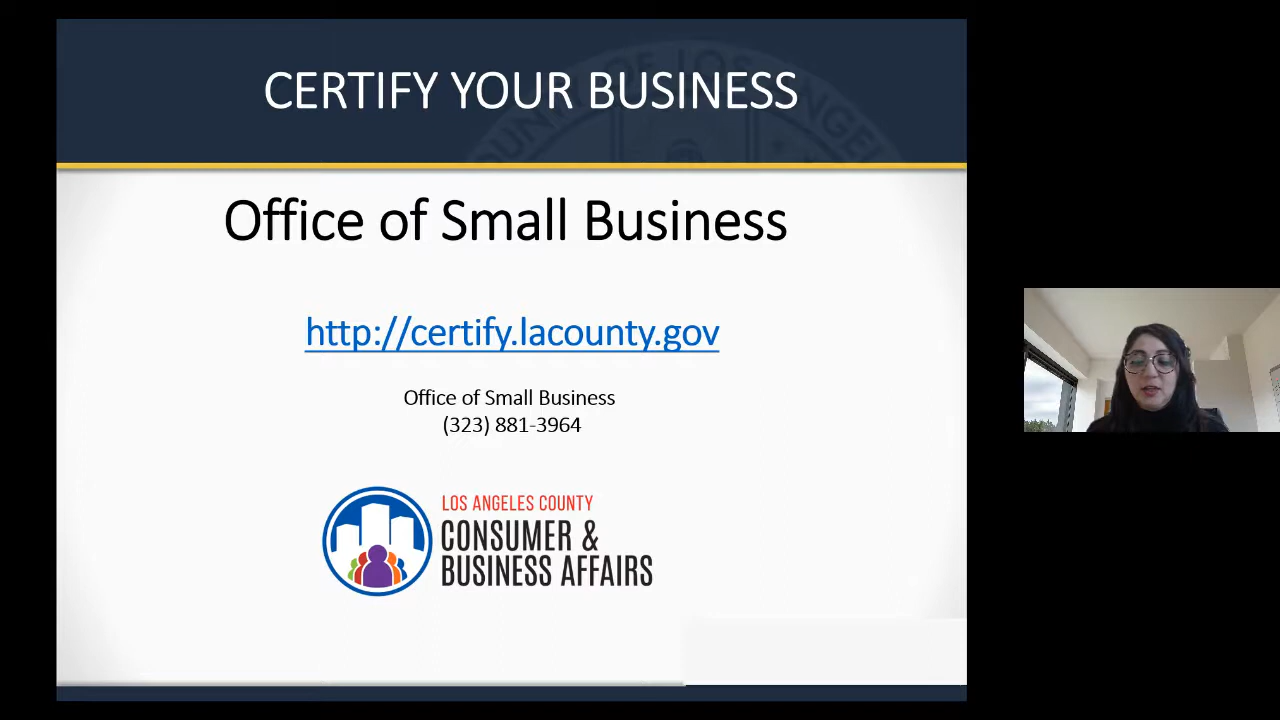 CERTIFY YOUR BUSINESS
Office of Small Business
http://certify.lacounty.gov
Office of Small Business
(323) 881-3964
LOS ANGELES COUNTY
CONSUMER &
BUSINESS AFFAIRS